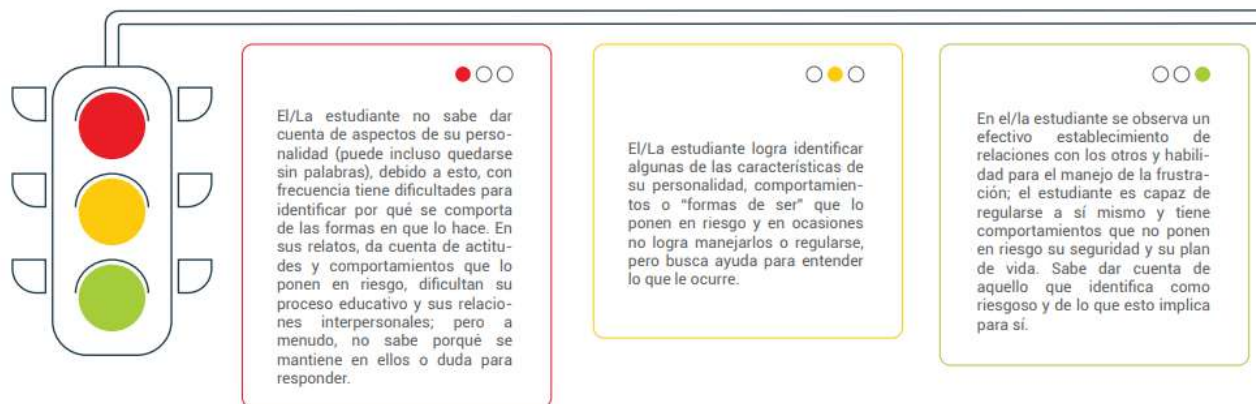 El/La estudiante no sabe dar
cuenta de aspectos de su perso-
nalidad (puede incluso quedarse
sin palabras), debido a esto, con
frecuencia tiene dificultades para
identificar por qué se comporta
de las formas en que lo hace. En
sus relatos, da cuenta de actitu-
des y comportamientos que lo
ponen en riesgo, dificultan su
proceso educativo y sus relacio-
nes interpersonales; pero a
menudo, no sabe porqué se
mantiene en ellos o duda para
responder.
El/La estudiante logra identificar
algunas de las características de
su personalidad, comportamien-
tos o “formas de ser” que lo
ponen en riesgo y en ocasiones
no logra manejarlos o regularse,
pero busca ayuda para entender
lo que le ocurre.
En el/la estudiante se observa un
efectivo establecimiento de
relaciones con los otros y habili-
dad para el manejo de la frustra-
ción; el estudiante es capaz de
regularse a sí mismo y tiene
comportamientos que no ponen
en riesgo su seguridad y su plan
de vida. Sabe dar cuenta de
aquello que identifica como
riesgoso y de lo que esto implica
para sí.